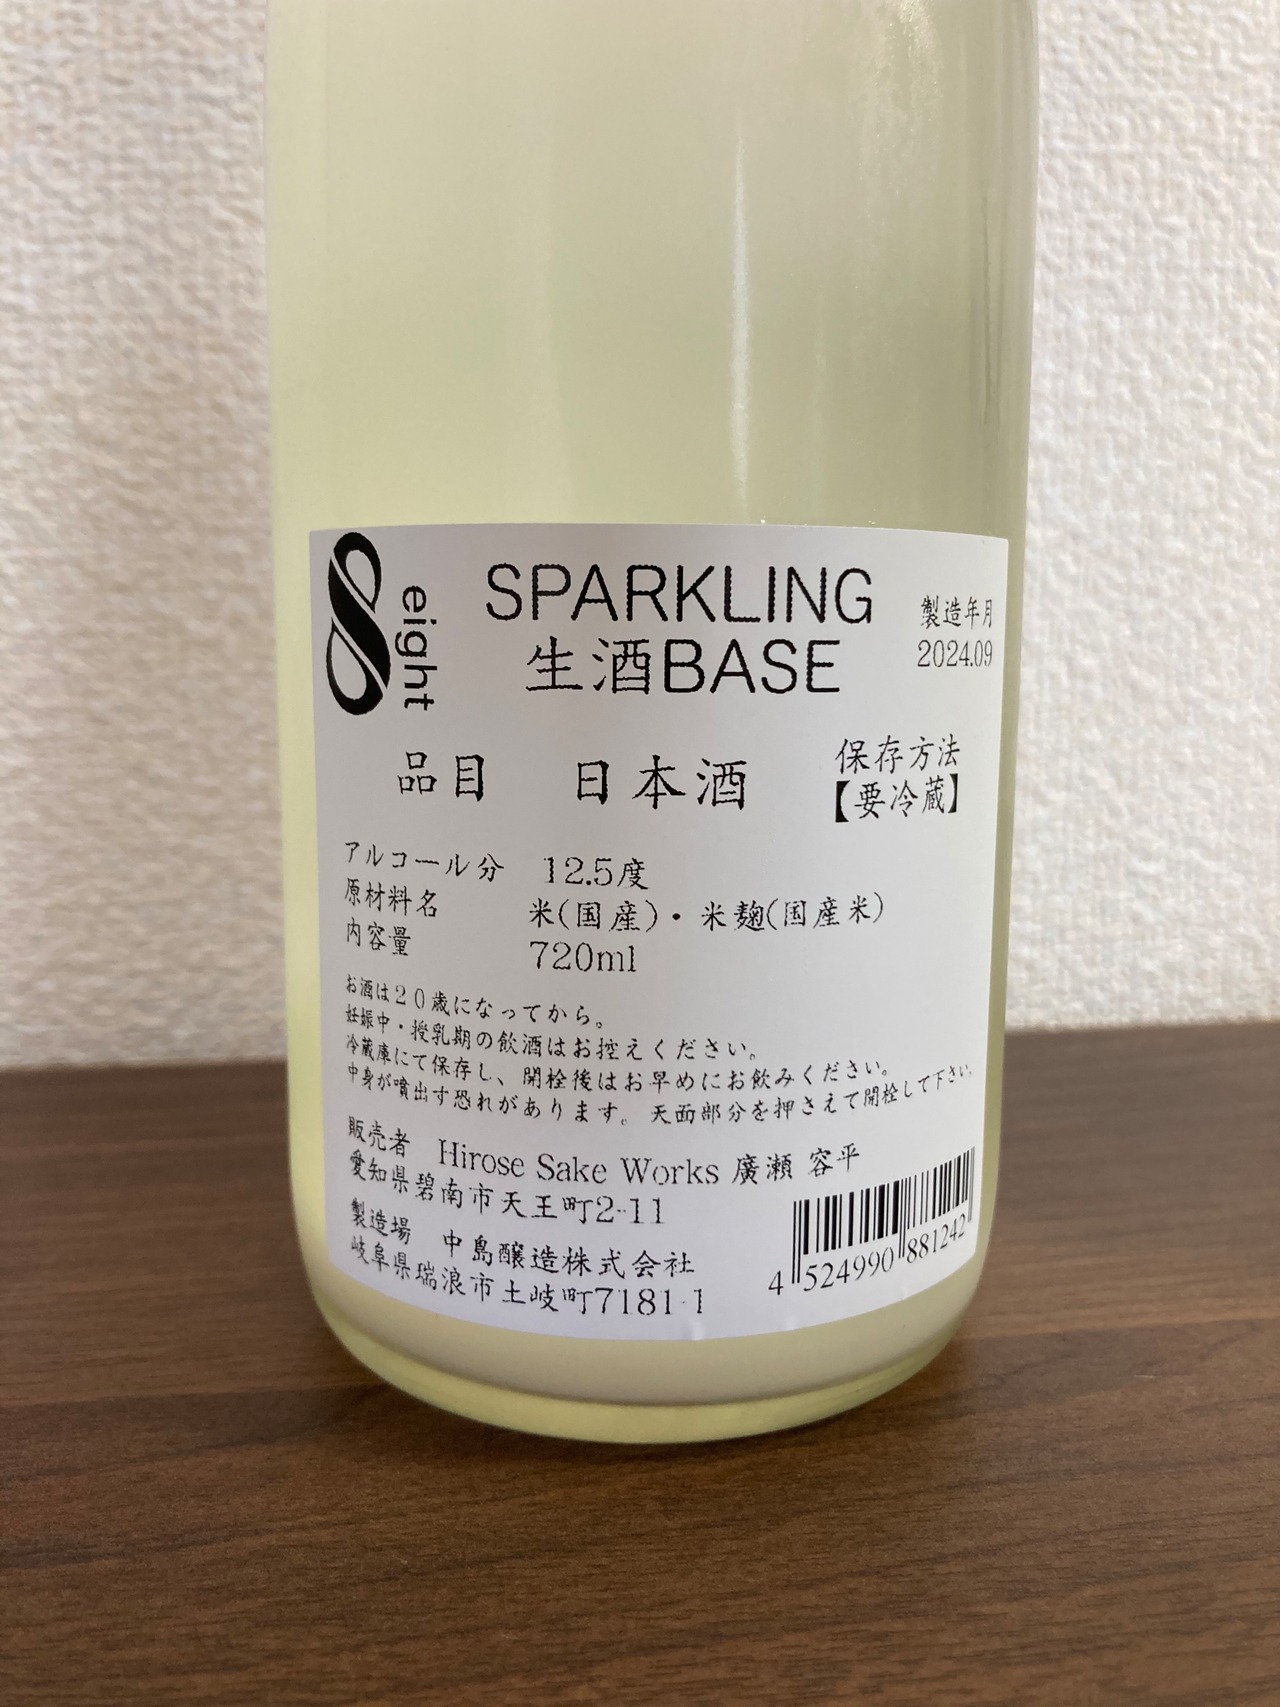 eight
SPARKLING
生酒BASE
製造年月
2024.09
品目 日本酒
保存方法
【要冷蔵】
アルコール分 12.5度
原材料名 米(国産)・米麹(国産米)
内容量 720ml
お酒は20歳になってから。
妊娠中・授乳期の飲酒はお控えください。
冷蔵庫にて保存し、開栓後はお早めにお飲みください。
中身が噴出す恐れがあります。天面部分を押さえて開栓して下さい。
販売者 Hirose Sake Works 廣瀬 容平
愛知県碧南市天王町2-11
製造場 中島醸造株式会社
岐阜県瑞浪市土岐町7181-1
4 524990 881242